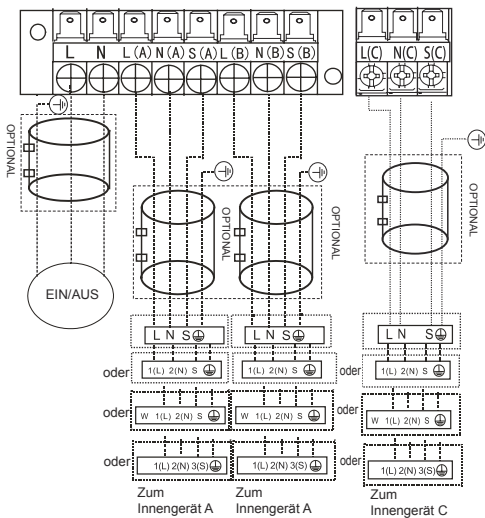 L N L(A) N(A) S(A) L(B) N(B) S(B)
L(C) N(C) S(C)
OPTIONAL
OPTIONAL
OPTIONAL
OPTIONAL
EIN/AUS
L N S
L N S
L N S
oder
1(L) 2(N) S
1(L) 2(N) S
oder
1(L) 2(N) S
oder
W 1(L) 2(N) S
W 1(L) 2(N) S
oder
W 1(L) 2(N) S
oder
1(L) 2(N) 3(S)
1(L) 2(N) 3(S)
oder
1(L) 2(N) 3(S)
Zum
Innengerät A
Zum
Innengerät A
Zum
Innengerät C